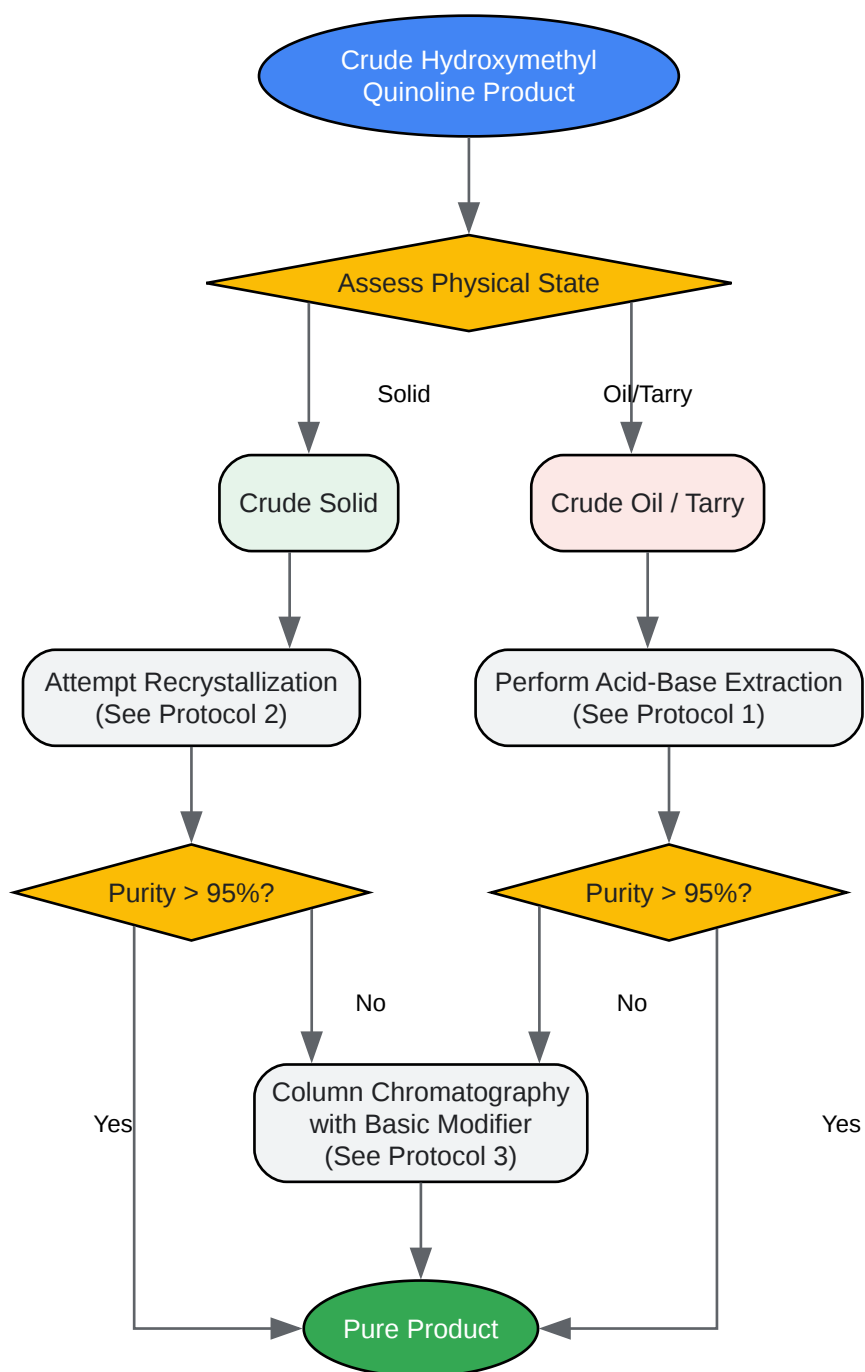 Crude Hydroxymethyl
Quinoline Product
Assess Physical State
Solid
Oil/Tarry
Crude Solid
Crude Oil / Tarry
Attempt Recrystallization
(See Protocol 2)
Perform Acid-Base Extraction
(See Protocol 1)
Purity > 95%?
Purity > 95%?
No
No
Column Chromatography
with Basic Modifier
(See Protocol 3)
Yes
Yes
Pure Product